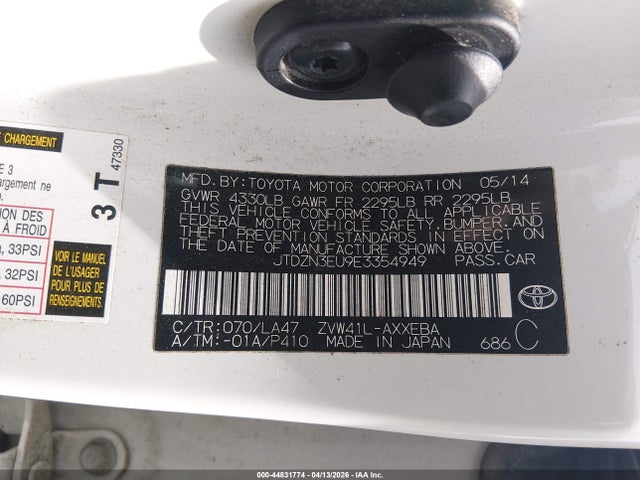 E CHARGEMENT
E 3
hargement ne
r
3 T 47330
SION DES
À FROID
a, 33PSI
, 32PSI
60PSI
VOIR LE MANUEL
DE L'USAGER
POUR PLUS DE
RENSEIGNEMENTS
MFD. BY: TOYOTA MOTOR CORPORATION 05/14
GVWR 4330LB GAWR FR 2295LB RR 2295LB
THIS VEHICLE CONFORMS TO ALL APPLICABLE
FEDERAL MOTOR VEHICLE SAFETY, BUMPER, AND
THEFT PREVENTION STANDARDS IN EFFECT ON
THE DATE OF MANUFACTURE SHOWN ABOVE.
JTDZN3EU9E3354949 PASS. CAR
C/TR: 070/LA47 ZVW41L-AXXEBA
A/TM: -01A/P410 MADE IN JAPAN 686 C
TOYOTA
000-44831774 | 04/13/2026 | IAA Inc.